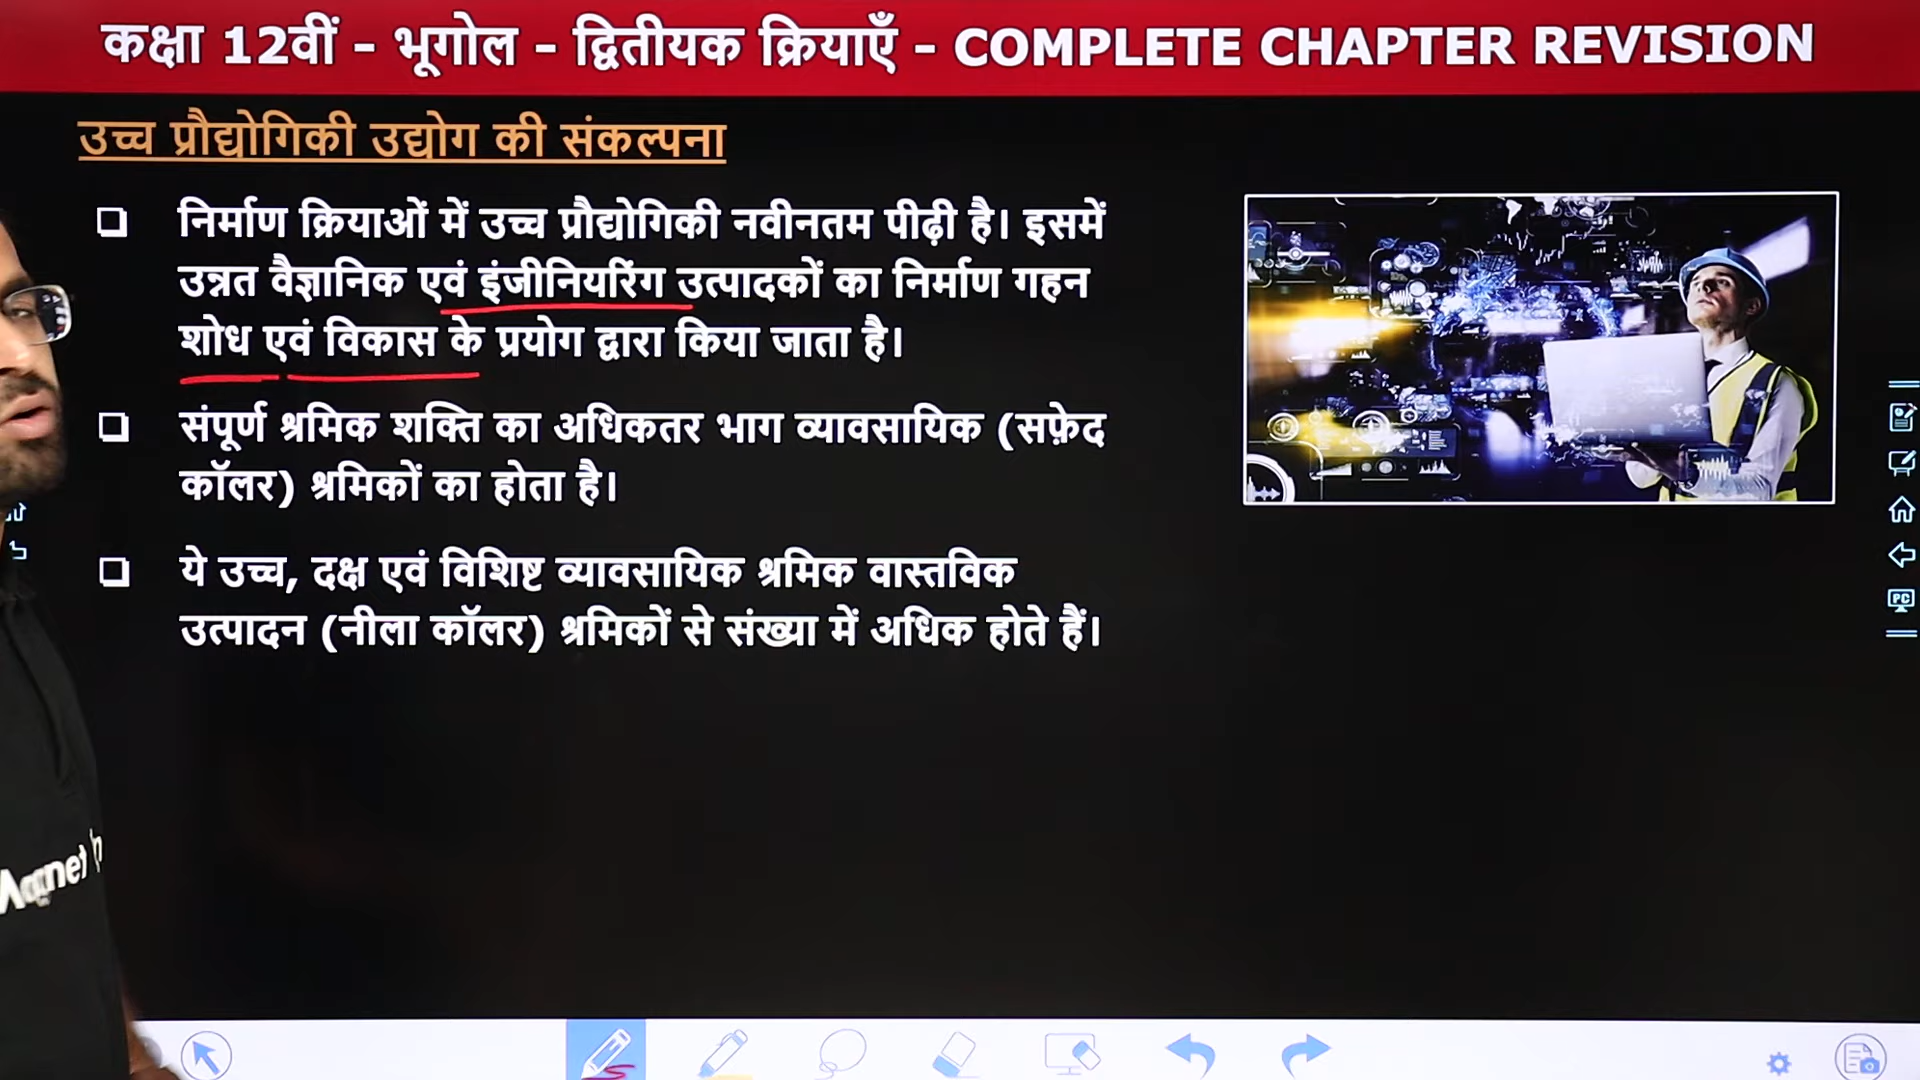 कक्षा 12वीं - भूगोल - द्वितीयक क्रियाएँ - COMPLETE CHAPTER REVISION
उच्च प्रौद्योगिकी उद्योग की संकल्पना
निर्माण क्रियाओं में उच्च प्रौद्योगिकी नवीनतम पीढ़ी है। इसमें
उन्नत वैज्ञानिक एवं इंजीनियरिंग उत्पादकों का निर्माण गहन
शोध एवं विकास के प्रयोग द्वारा किया जाता है।
संपूर्ण श्रमिक शक्ति का अधिकतर भाग व्यावसायिक (सफ़ेद
कॉलर) श्रमिकों का होता है।
ये उच्च, दक्ष एवं विशिष्ट व्यावसायिक श्रमिक वास्तविक
उत्पादन (नीला कॉलर) श्रमिकों से संख्या में अधिक होते हैं।
PC
Magnet